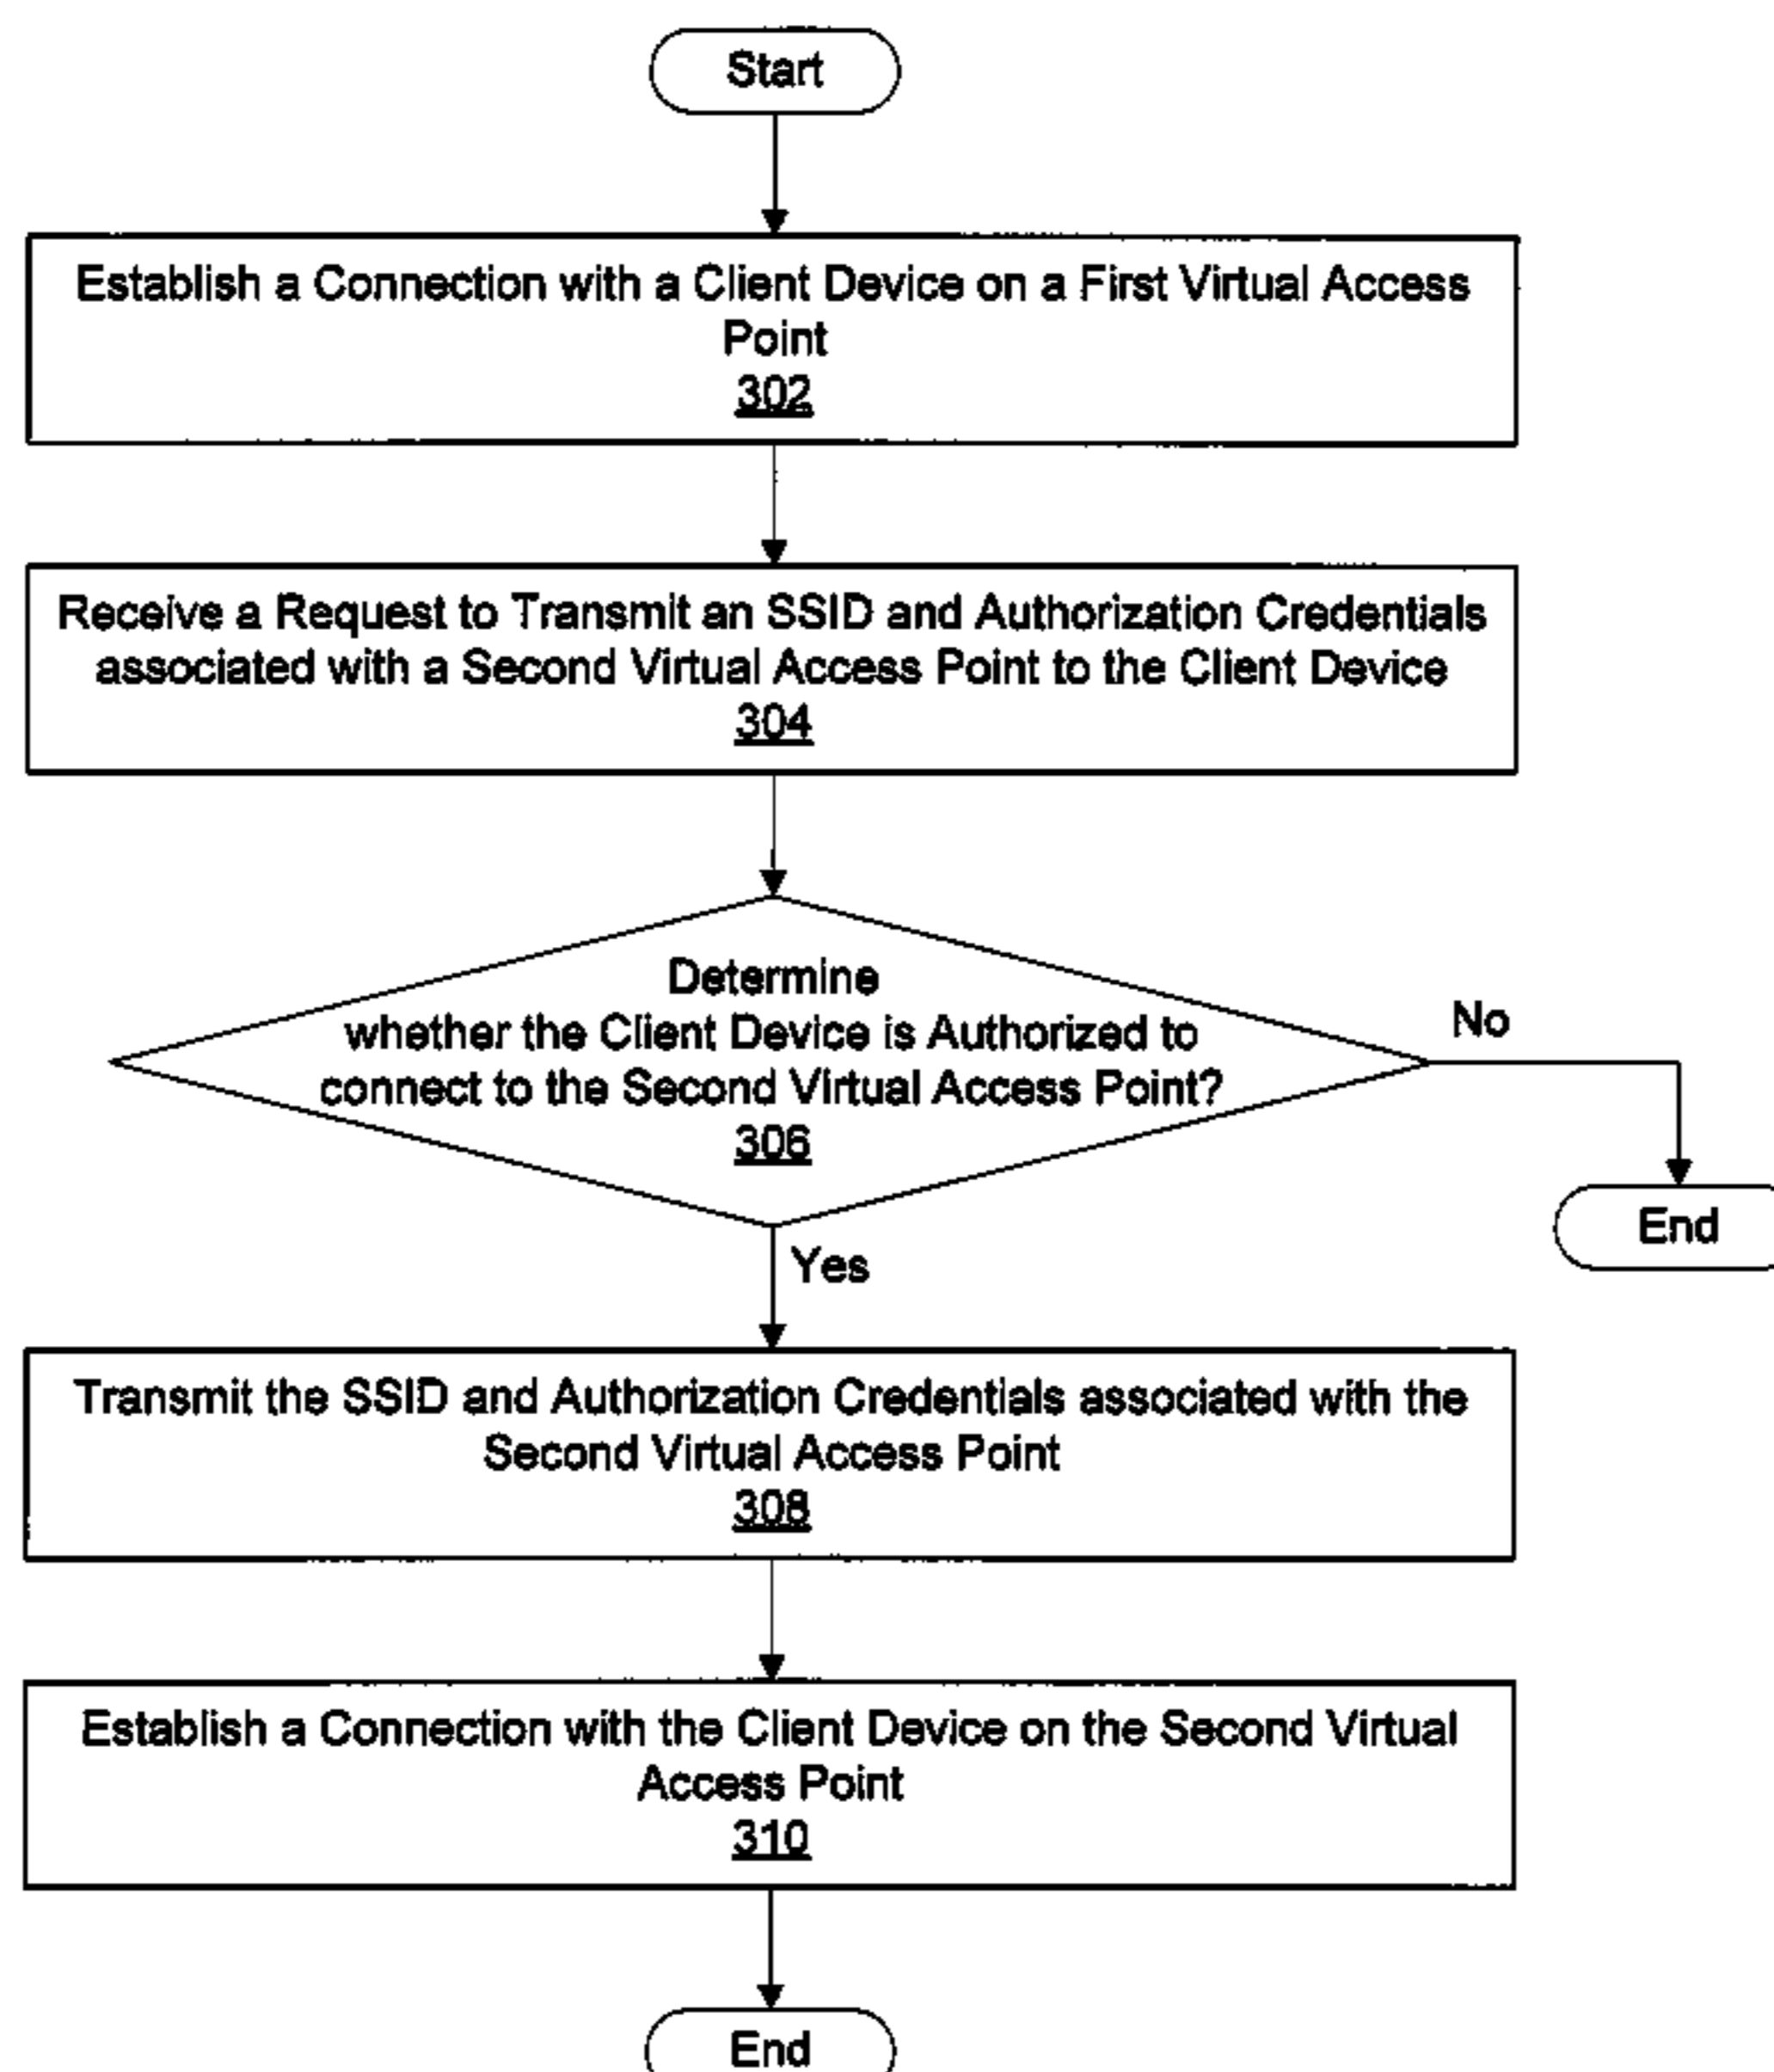 Start
Establish a Connection with a Client Device on a First Virtual Access
Point
302
Receive a Request to Transmit an SSID and Authorization Credentials
associated with a Second Virtual Access Point to the Client Device
304
Determine
whether the Client Device is Authorized to
connect to the Second Virtual Access Point?
306
No
End
Yes
Transmit the SSID and Authorization Credentials associated with the
Second Virtual Access Point
308
Establish a Connection with the Client Device on the Second Virtual
Access Point
310
End